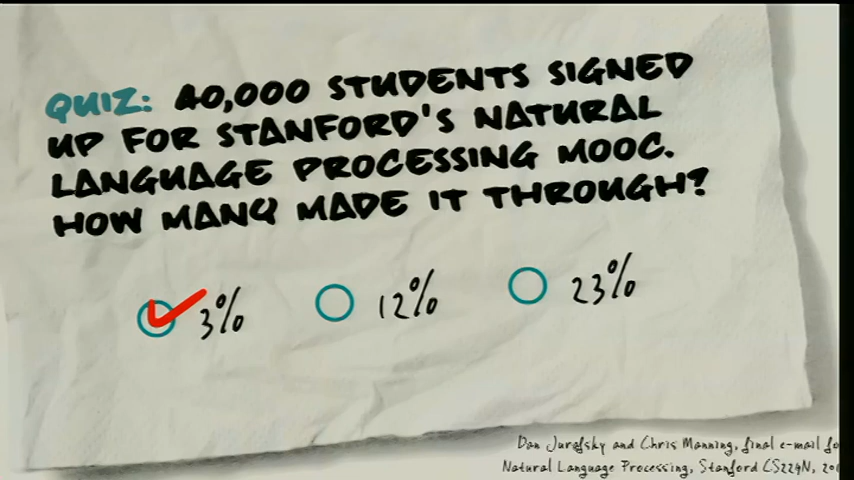 QUIZ: 40,000 STUDENTS SIGNED
UP FOR STANFORD'S NATURAL
LANGUAGE PROCESSING MOOC.
HOW MANY MADE IT THROUGH?
3% 12% 23%
Dan Jurafsky and Chris Manning, final e-mail
Natural Language Processing, Stanford CS224N,